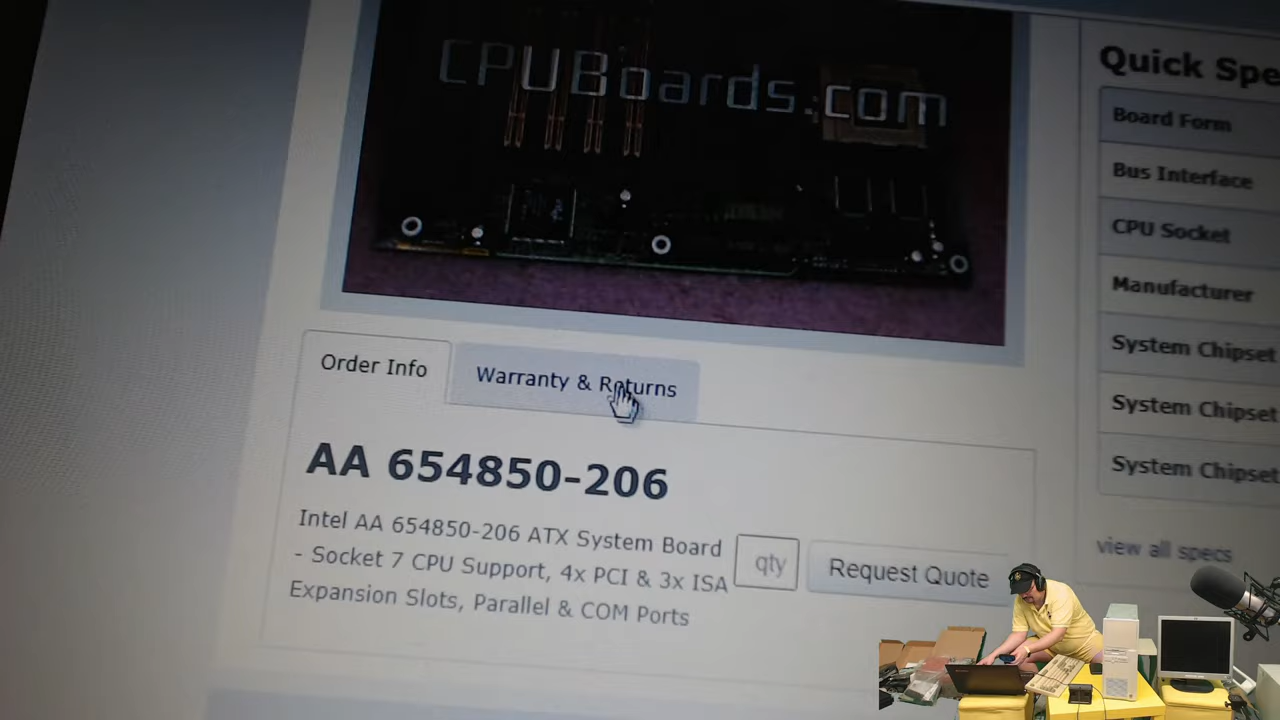 CPUBoards.com
Quick Spe
Board Form
Bus Interface
CPU Socket
Manufacturer
System Chipset
System Chipset
System Chipset
view all specs
Order Info
Warranty & Returns
AA 654850-206
Intel AA 654850-206 ATX System Board
- Socket 7 CPU Support, 4x PCI & 3x ISA
Expansion Slots, Parallel & COM Ports
qty
Request Quote